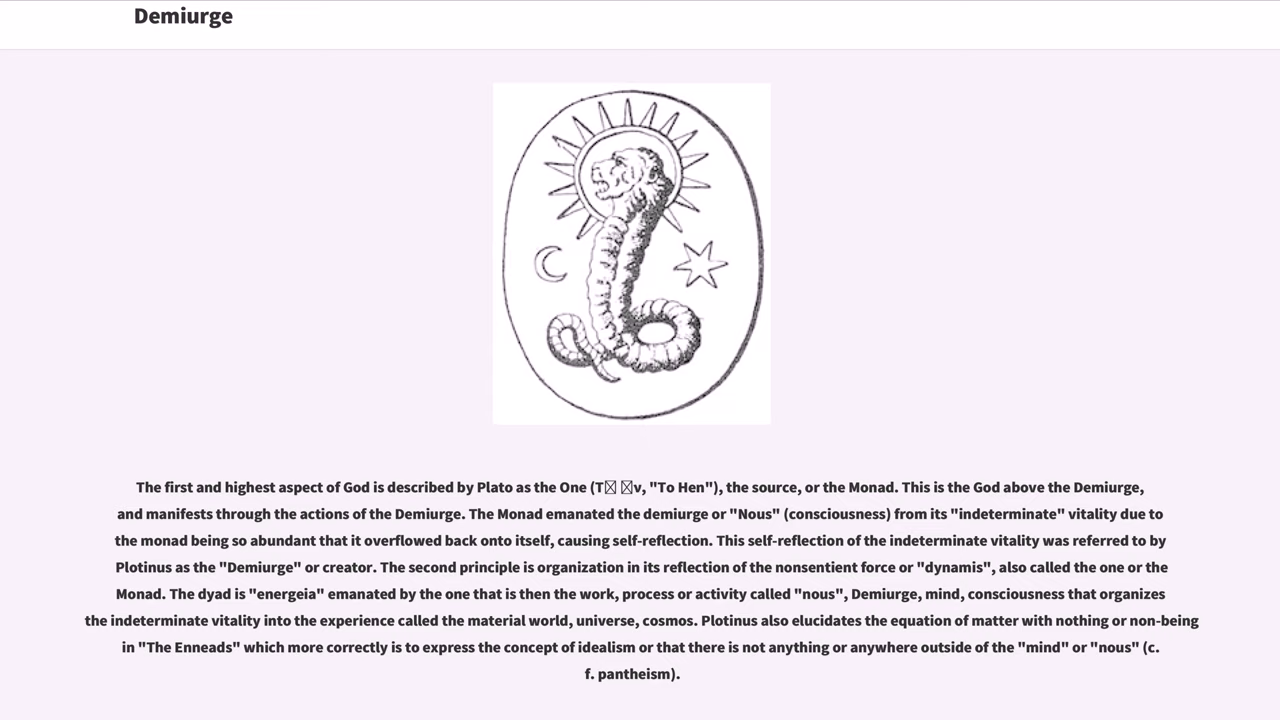 Demiurge
The first and highest aspect of God is described by Plato as the One (Τ□ □ν, "To Hen"), the source, or the Monad. This is the God above the Demiurge,
and manifests through the actions of the Demiurge. The Monad emanated the demiurge or "Nous" (consciousness) from its "indeterminate" vitality due to
the monad being so abundant that it overflowed back onto itself, causing self-reflection. This self-reflection of the indeterminate vitality was referred to by
Plotinus as the "Demiurge" or creator. The second principle is organization in its reflection of the nonsentient force or "dynamis", also called the one or the
Monad. The dyad is "energeia" emanated by the one that is then the work, process or activity called "nous", Demiurge, mind, consciousness that organizes
the indeterminate vitality into the experience called the material world, universe, cosmos. Plotinus also elucidates the equation of matter with nothing or non-being
in "The Enneads" which more correctly is to express the concept of idealism or that there is not anything or anywhere outside of the "mind" or "nous" (c.
f. pantheism).